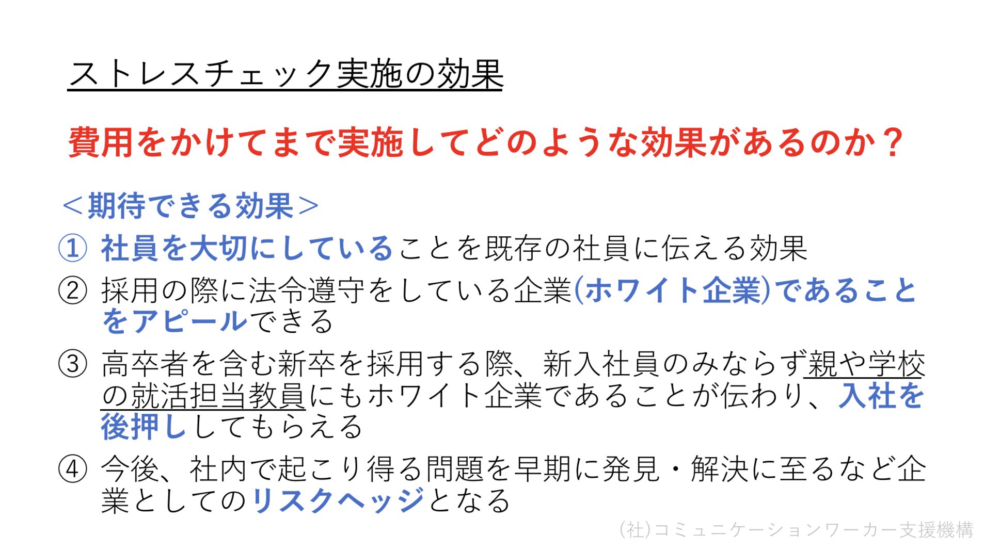 ストレスチェック実施の効果
費用をかけてまで実施してどのような効果があるのか？
＜期待できる効果＞
① 社員を大切にしていることを既存の社員に伝える効果
② 採用の際に法令遵守をしている企業(ホワイト企業)であること
をアピールできる
③ 高卒者を含む新卒を採用する際、新入社員のみならず親や学校
の就活担当教員にもホワイト企業であることが伝わり、入社を
後押ししてもらえる
④ 今後、社内で起こり得る問題を早期に発見・解決に至るなど企
業としてのリスクヘッジとなる
(社)コミュニケーションワーカー支援機構